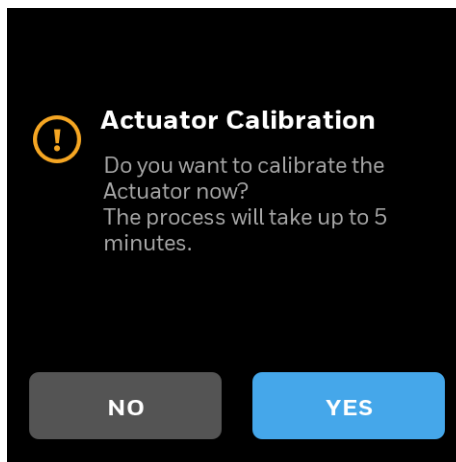 !
Actuator Calibration
Do you want to calibrate the
Actuator now?
The process will take up to 5
minutes.
NO
YES